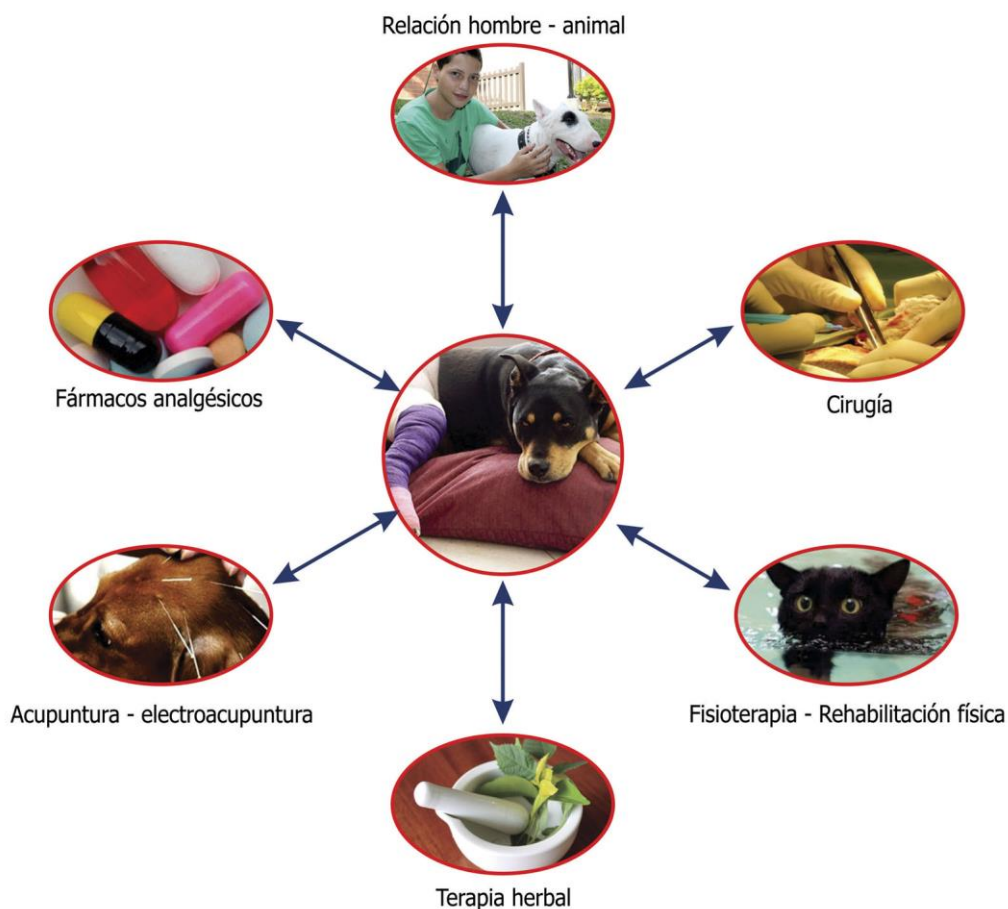 Relación hombre - animal
Fármacos analgésicos
Cirugía
Acupuntura - electroacupuntura
Fisioterapia - Rehabilitación física
Terapia herbal